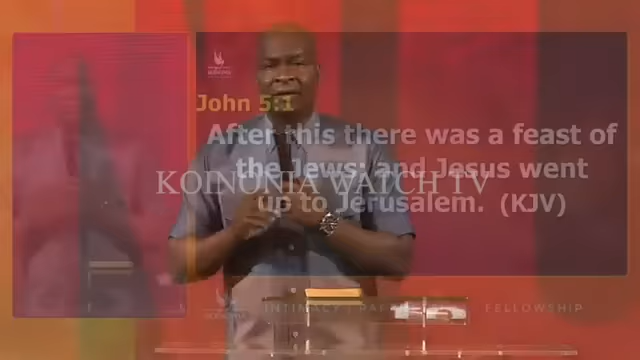 John 5:1
After this there was a feast of
the Jews; and Jesus went
KOINONIA WATCH TV
up to Jerusalem. (KJV)
INTIMACY
FELLOWSHIP